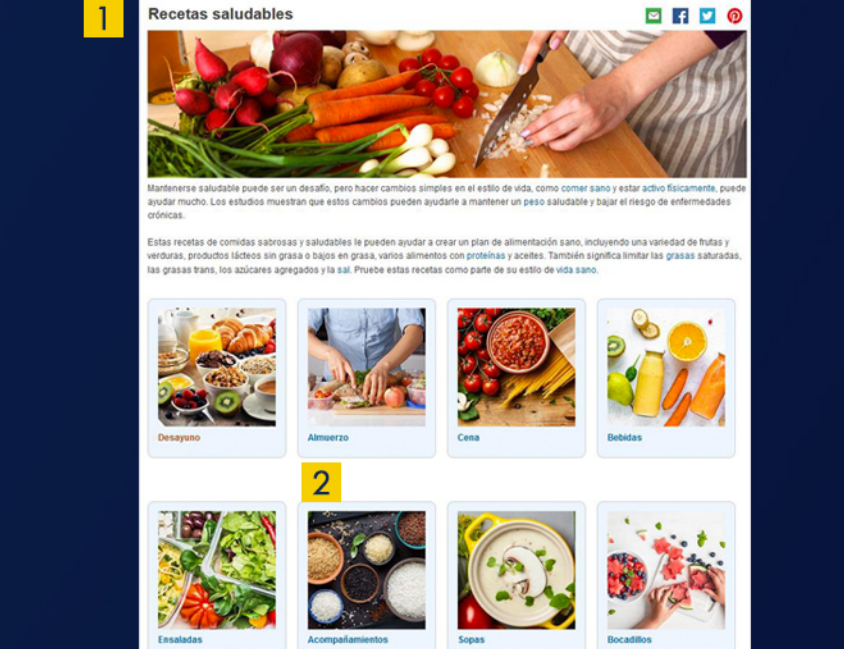 1
Recetas saludables
Mantenerse saludable puede ser un desafío, pero hacer cambios simples en el estilo de vida, como comer sano y estar activo físicamente, puede
ayudar mucho. Los estudios muestran que estos cambios pueden ayudarle a mantener un peso saludable y bajar el riesgo de enfermedades
crónicas.
Estas recetas de comidas sabrosas y saludables le pueden ayudar a crear un plan de alimentación sano, incluyendo una variedad de frutas y
verduras, productos lácteos sin grasa o bajos en grasa, varios alimentos con proteínas y aceites. También significa limitar las grasas saturadas,
las grasas trans, los azúcares agregados y la sal. Pruebe estas recetas como parte de su estilo de vida sano.
Desayuno
Almuerzo
Cena
Bebidas
2
Ensaladas
Acompañamientos
Sopas
Bocadillos